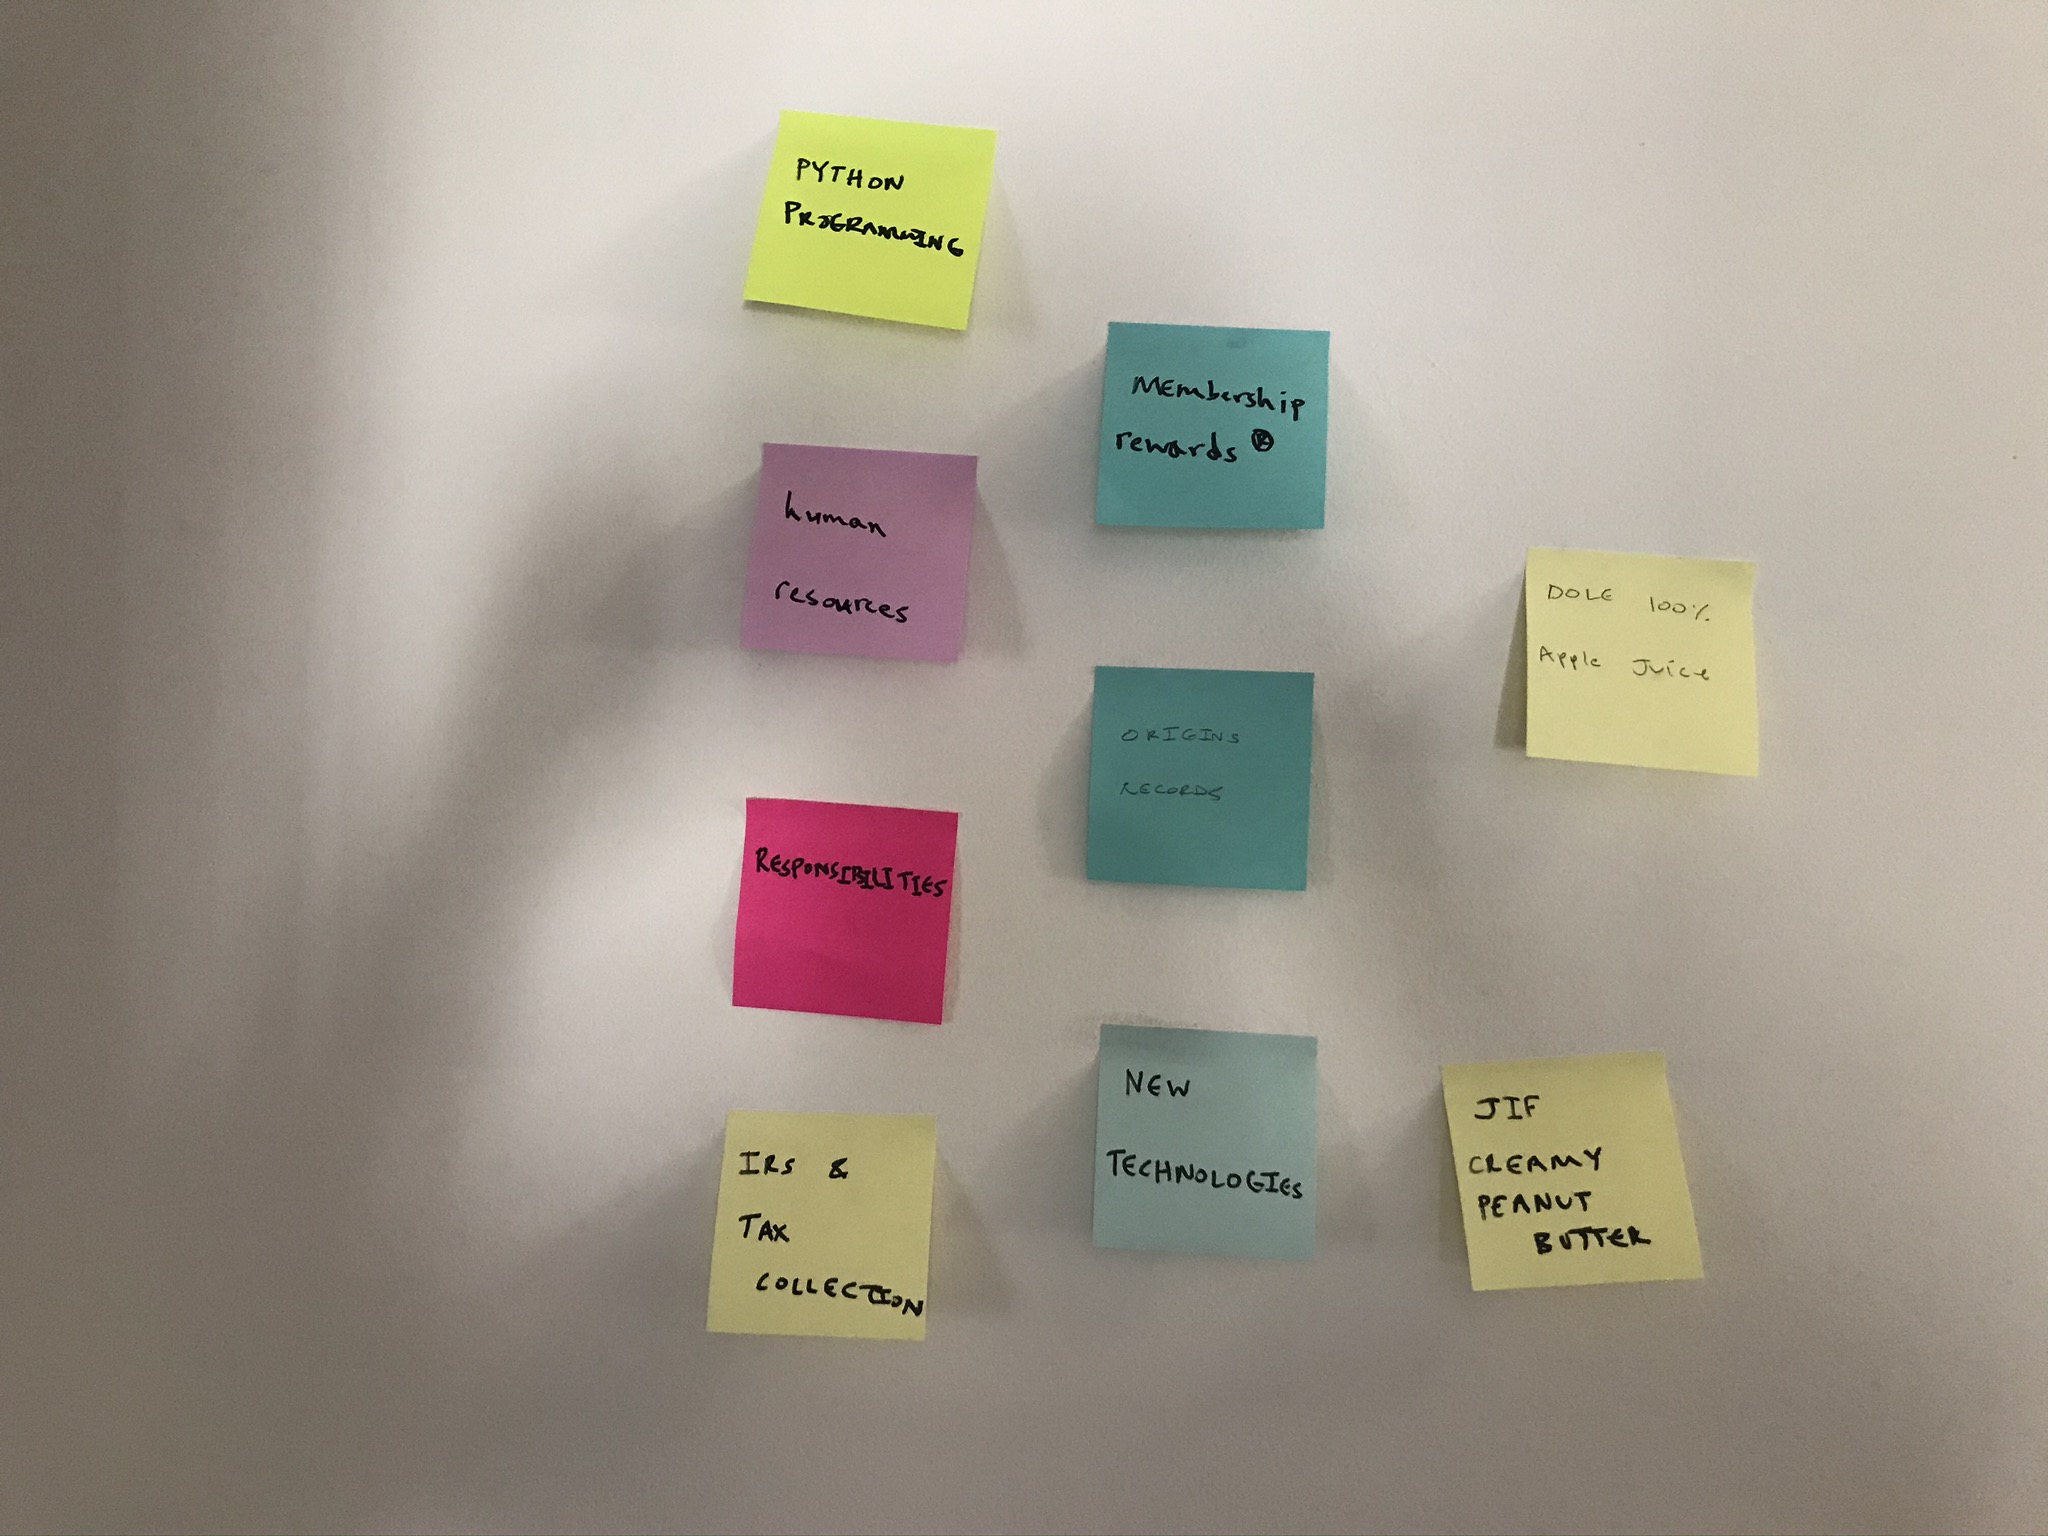 PYTHON
PROGRAMMING
Membership
rewards ®
human
resources
DOLE 100%
Apple Juice
ORIGINS
RECORDS
RESPONSIBILITIES
NEW
TECHNOLOGIES
JIF
CREAMY
PEANUT
BUTTER
IRS &
TAX
COLLECTION